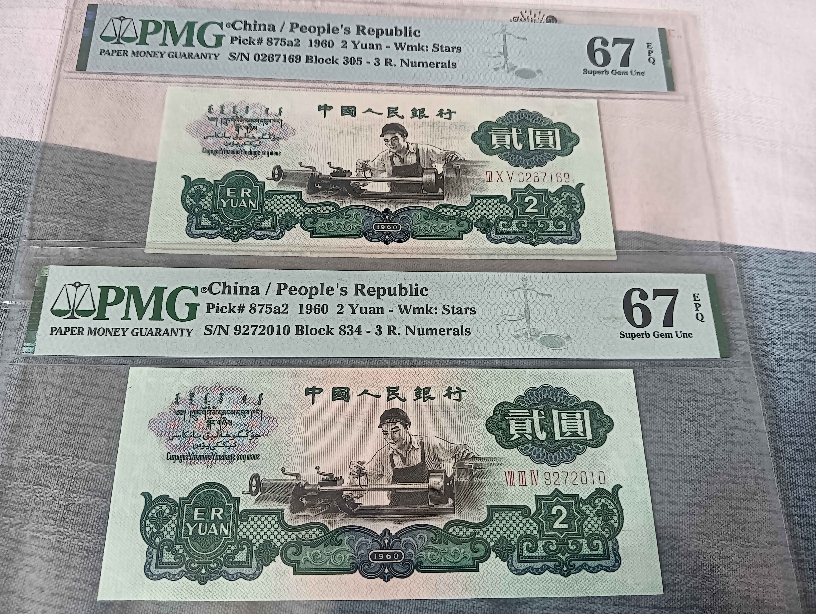 PMG
PAPER MONEY GUARANTY
China / People's Republic
Pick# 875a2 1960 2 Yuan - Wmk: Stars
S/N 0267169 Block 305 - 3 R. Numerals
67 EPQ
Superb Gem Unc
中國人民銀行
貳圓
X V 0267169
ER
YUAN
2
1960
PMG
PAPER MONEY GUARANTY
China / People's Republic
Pick# 875a2 1960 2 Yuan - Wmk: Stars
S/N 9272010 Block 834 - 3 R. Numerals
67 EPQ
Superb Gem Unc
中國人民銀行
貳圓
VIII III IV 9272010
ER
YUAN
2
1960